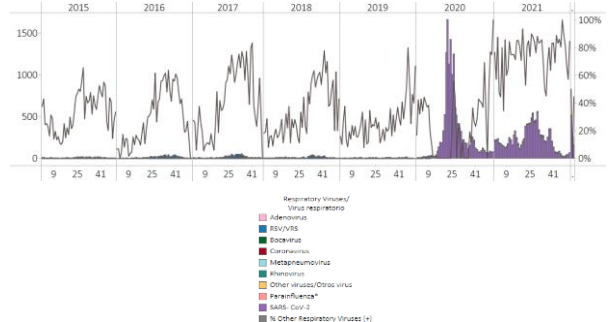 2015 2016 2017 2018 2019 2020 2021 .
1500 100%
80%
1000 60%
500 40%
20%
0 0%
9 25 41 9 25 41 9 25 41 9 25 41 9 25 41 9 25 41 9 25 41 .
Respiratory Viruses/
Virus respiratorio
Adenovirus
RSV/VRS
Bocavirus
Coronavirus
Metapneumovirus
Rhinovirus
Other viruses/Otros virus
Parainfluenza*
SARS- CoV-2
% Other Respiratory Viruses (+)